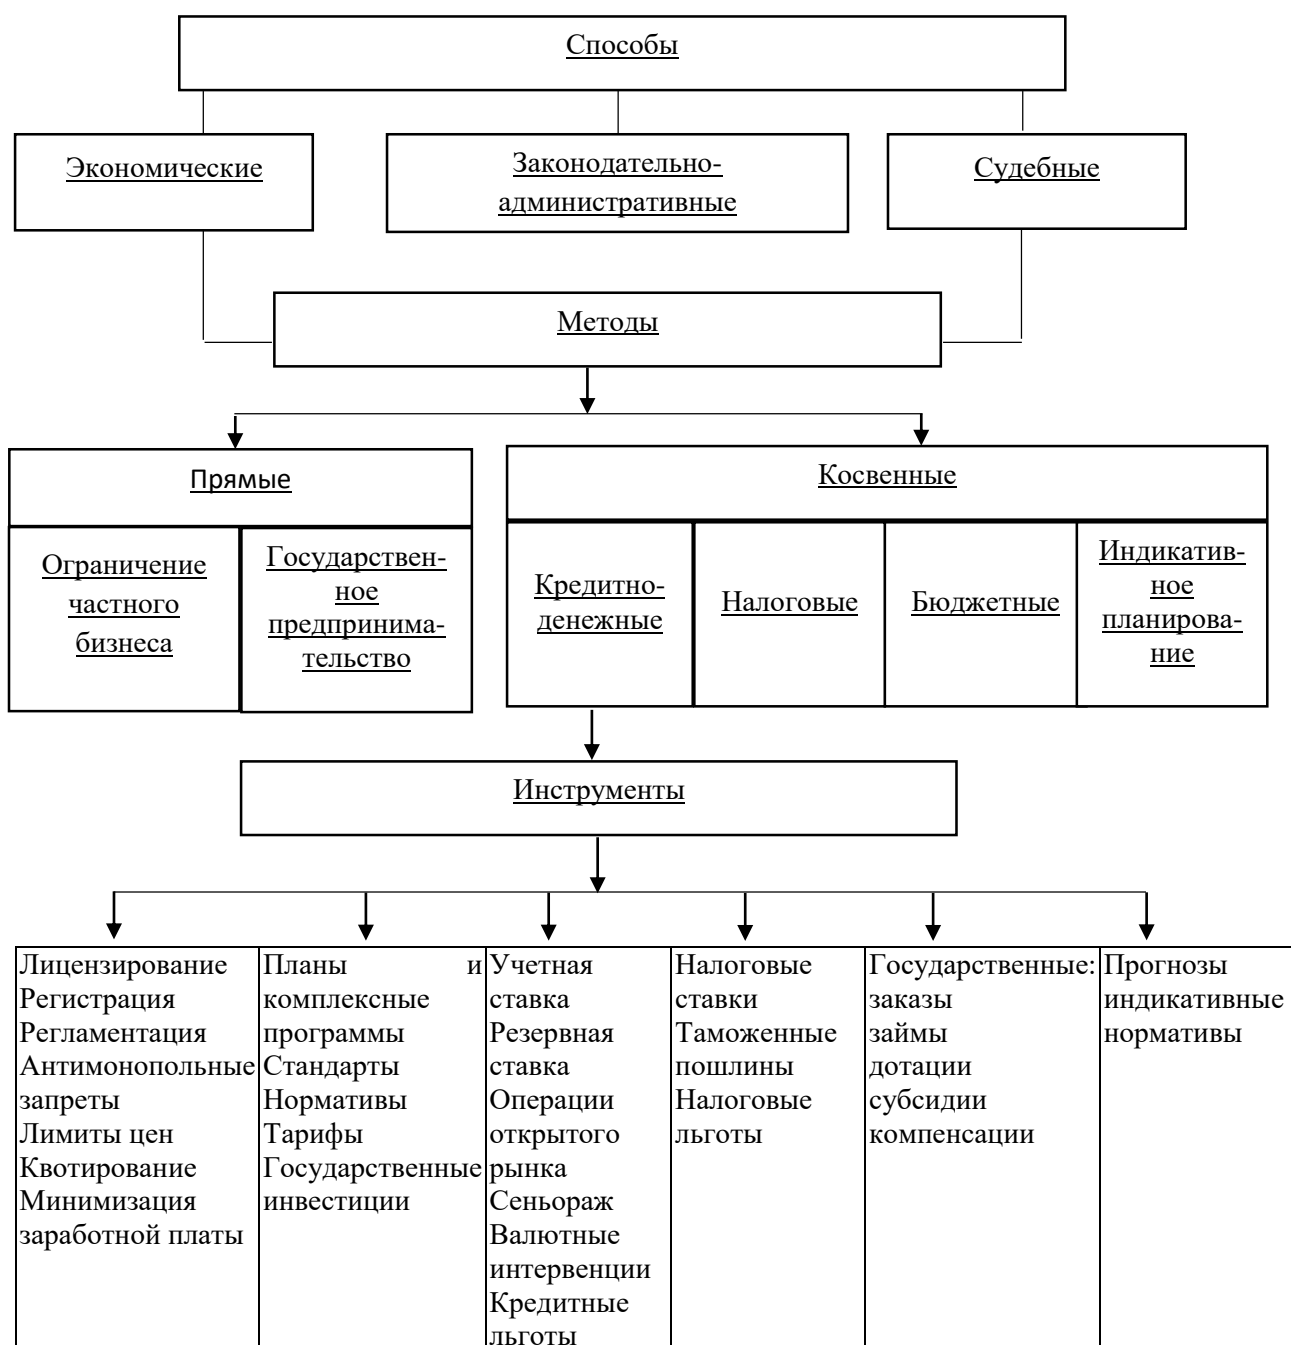 Способы
Экономические
Законодательно-
административные
Судебные
Методы
Прямые
Косвенные
Ограничение
частного
бизнеса
Государствен-
ное
предпринима-
тельство
Кредитно-
денежные
Налоговые
Бюджетные
Индикатив-
ное
планирова-
ние
Инструменты
Лицензирование
Регистрация
Регламентация
Антимонопольные
запреты
Лимиты цен
Квотирование
Минимизация
заработной платы
Планы и
комплексные
программы
Стандарты
Нормативы
Тарифы
Государственные
инвестиции
Учетная
ставка
Резервная
ставка
Операции
открытого
рынка
Сеньораж
Валютные
интервенции
Кредитные
льготы
Налоговые
ставки
Таможенные
пошлины
Налоговые
льготы
Государственные:
заказы
займы
дотации
субсидии
компенсации
Прогнозы
индикативные
нормативы